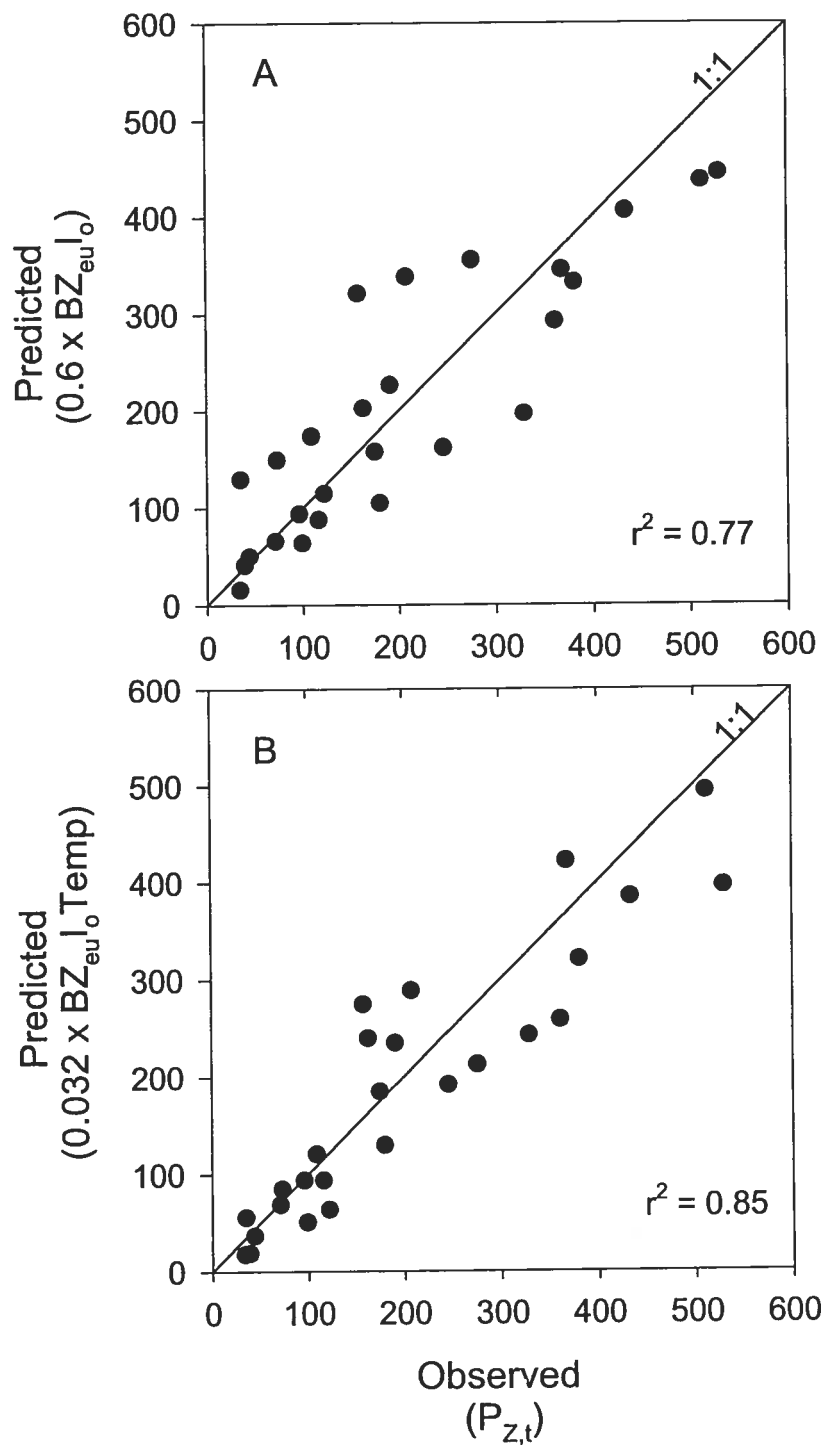 A
1:1
600
500
400
300
200
100
0
Predicted
(0.6 x BZeuIo)
r² = 0.77
0 100 200 300 400 500 600
B
1:1
600
500
400
300
200
100
0
Predicted
(0.032 x BZeuIoTemp)
r² = 0.85
0 100 200 300 400 500 600
Observed
(PZ,t)